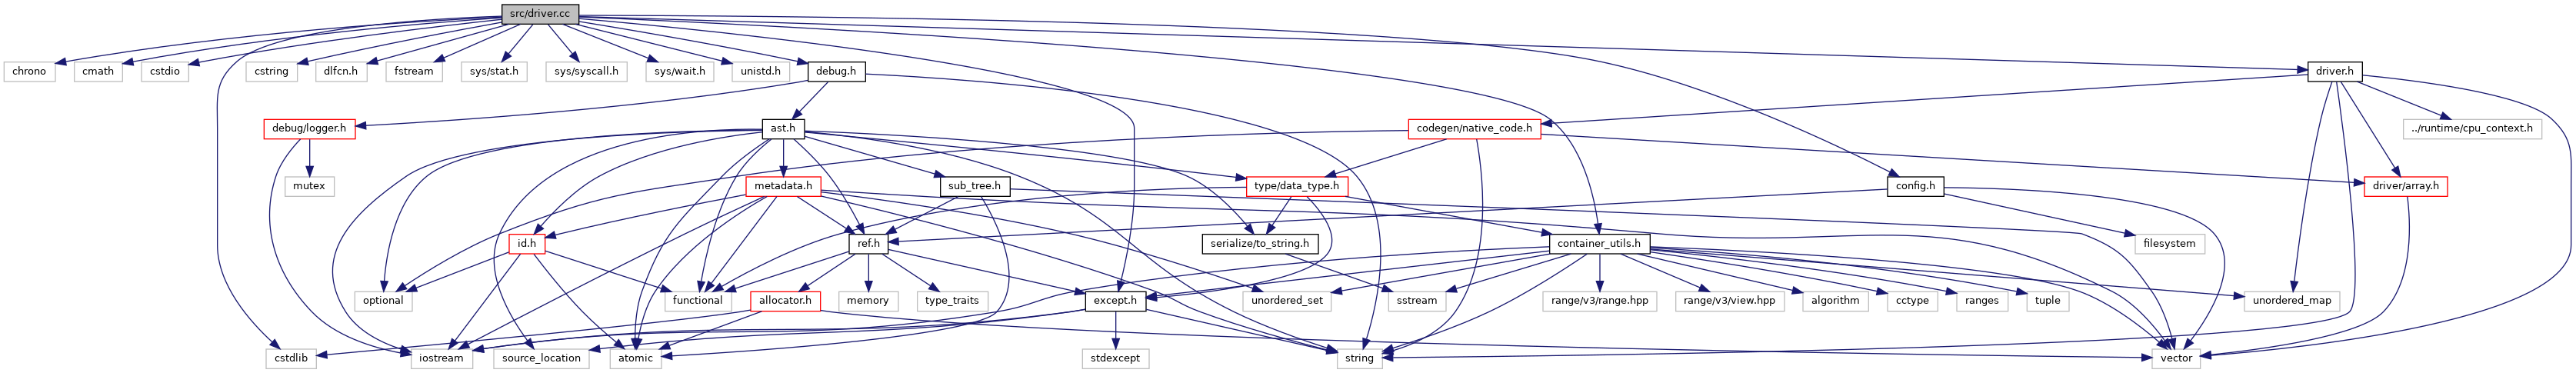 src/driver.cc
chrono
cmath
cstdio
cstring
dlfcn.h
fstream
sys/stat.h
sys/syscall.h
sys/wait.h
unistd.h
debug.h
driver.h
debug/logger.h
ast.h
codegen/native_code.h
../runtime/cpu_context.h
mutex
metadata.h
sub_tree.h
type/data_type.h
config.h
driver/array.h
id.h
ref.h
serialize/to_string.h
container_utils.h
filesystem
optional
functional
allocator.h
memory
type_traits
except.h
unordered_set
sstream
range/v3/range.hpp
range/v3/view.hpp
algorithm
cctype
ranges
tuple
unordered_map
cstdlib
iostream
source_location
atomic
stdexcept
string
vector